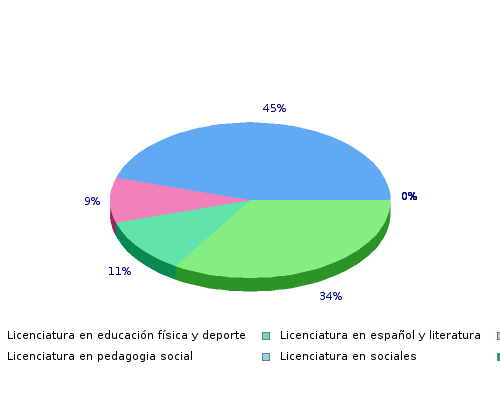 45%
0%
9%
11%
34%
Licenciatura en educación física y deporte Licenciatura en español y literatura
Licenciatura en pedagogia social Licenciatura en sociales